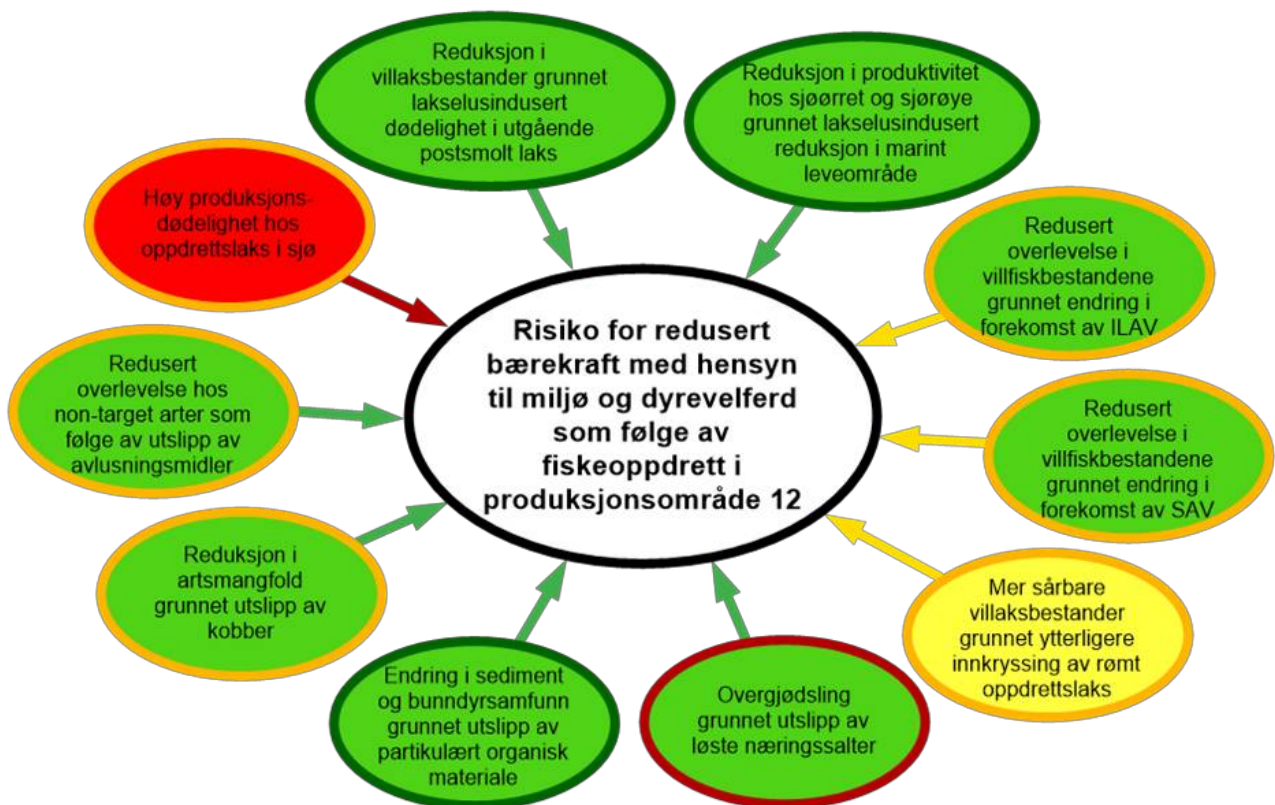 Reduksjon i
villaksbestander grunnet
lakselusindusert
dødelighet i utgående
postsmolt laks
Reduksjon i produktivitet
hos sjøørret og sjørøye
grunnet lakselusindusert
reduksjon i marint
leveområde
Høy produksjons-
dødelighet hos
oppdrettslaks i sjø
Redusert
overlevelse i
villfiskbestandene
grunnet endring i
forekomst av ILAV
Risiko for redusert
bærekraft med hensyn
til miljø og dyrevelferd
som følge av
fiskeoppdrett i
produksjonsområde 12
Redusert
overlevelse hos
non-target arter som
følge av utslipp av
avlusningsmidler
Redusert
overlevelse i
villfiskbestandene
grunnet endring i
forekomst av SAV
Reduksjon i
artsmangfold
grunnet utslipp av
kobber
Mer sårbare
villaksbestander
grunnet ytterligere
innkryssing av rømt
oppdrettslaks
Endring i sediment
og bunndyrsamfunn
grunnet utslipp av
partikulært organisk
materiale
Overgjødsling
grunnet utslipp av
løste næringssalter